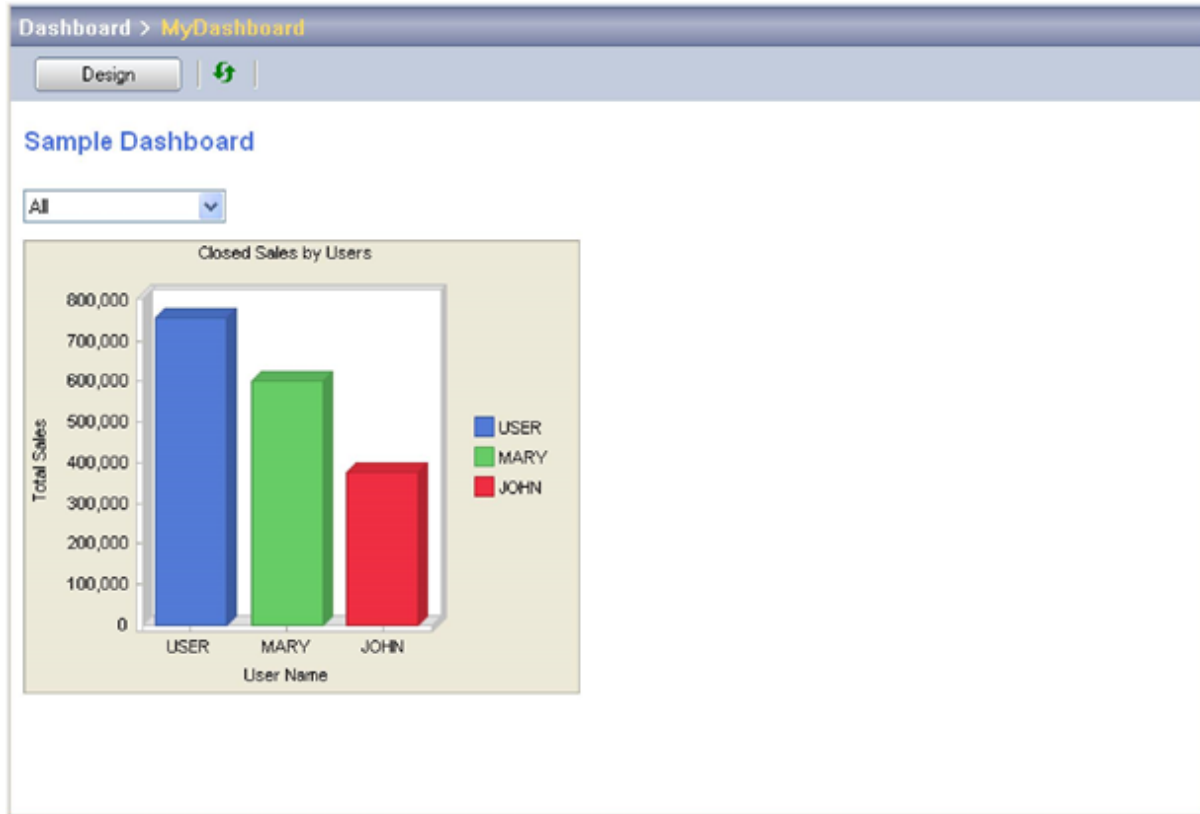 Dashboard > MyDashboard
Design
Sample Dashboard
All
Closed Sales by Users
800,000
700,000
600,000
500,000
400,000
300,000
200,000
100,000
0
Total Sales
USER
MARY
JOHN
USER MARY JOHN
User Name